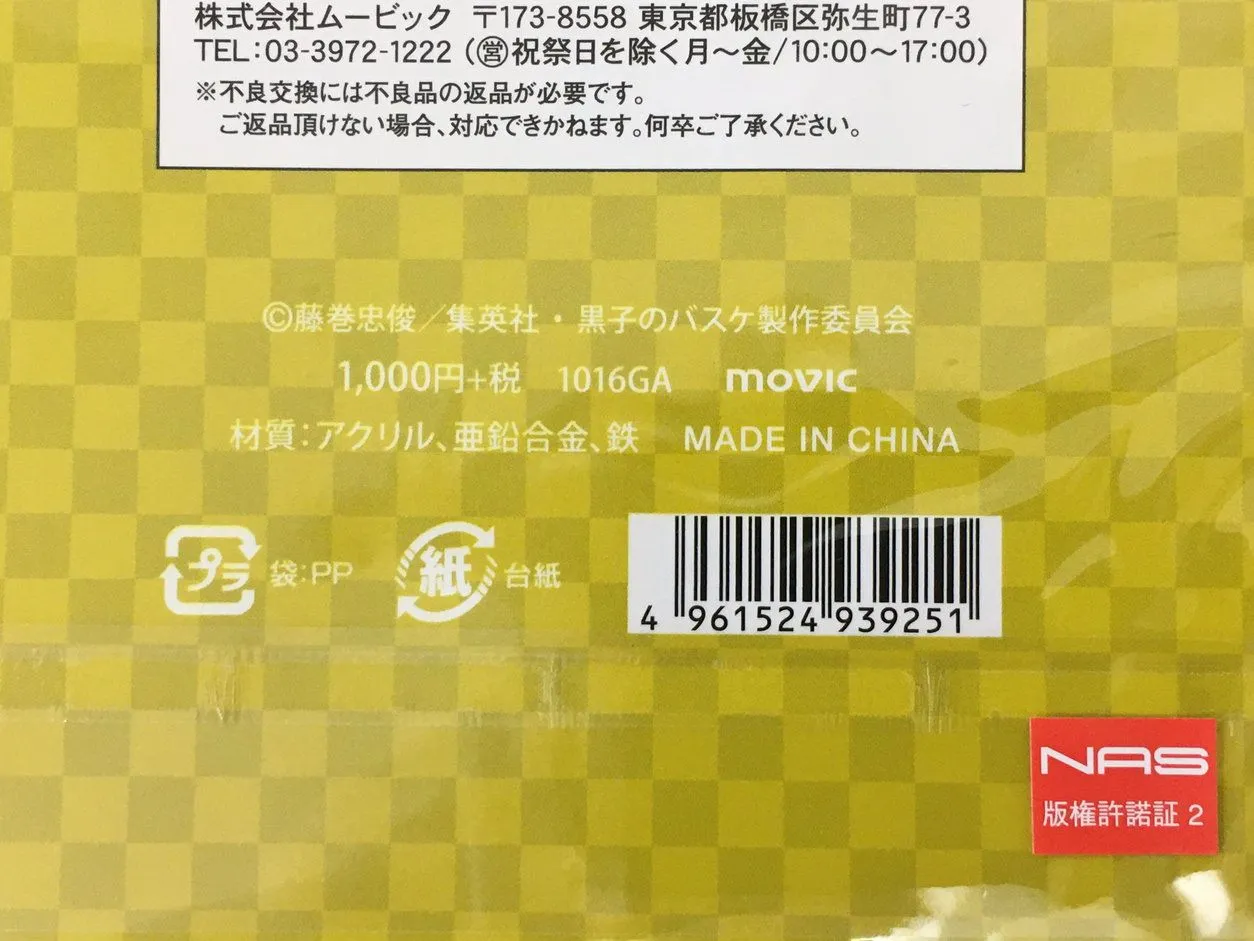 株式会社ムービック 〒173-8558 東京都板橋区弥生町77-3
TEL:03-3972-1222 (㊂祝祭日を除く月〜金/10:00〜17:00)
※不良交換には不良品の返品が必要です。
ご返品頂けない場合、対応できかねます。何卒ご了承ください。
©藤巻忠俊／集英社・黒子のバスケ製作委員会
1,000円+税 1016GA movic
材質:アクリル、亜鉛合金、鉄 MADE IN CHINA
プラ 袋:PP 紙 台紙
4 961524 939251
NAS
版権許諾証 2